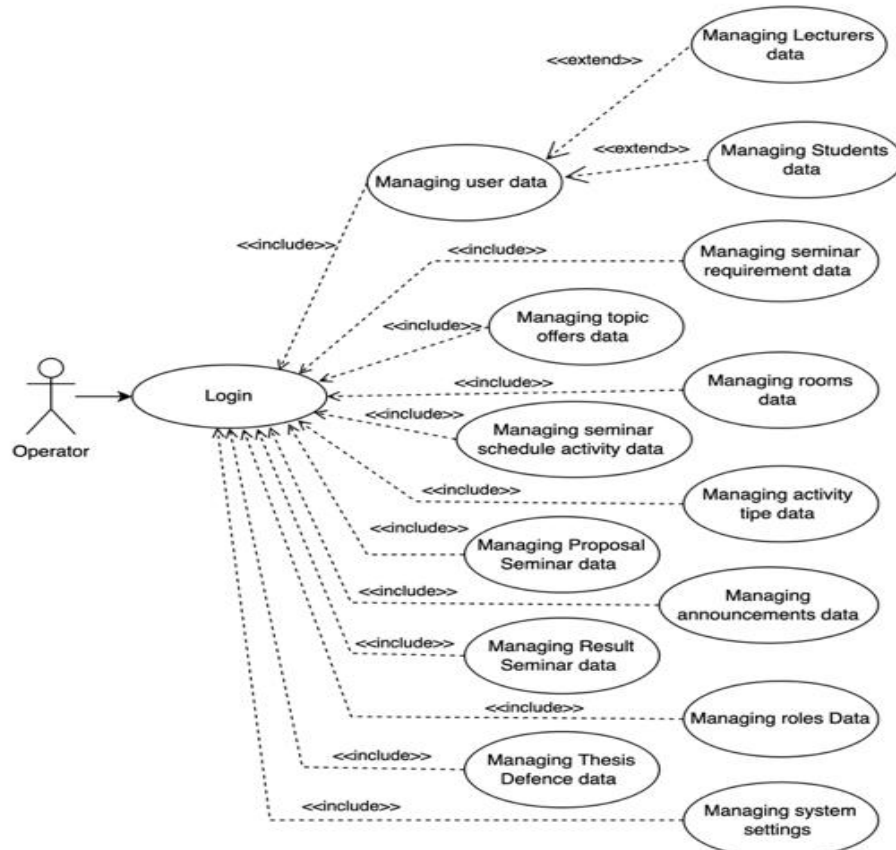 Managing Lecturers
data
<<extend>>
<<extend>>
Managing Students
data
Managing user data
<<include>>
<<include>>
Managing seminar
requirement data
Managing topic
offers data
<<include>>
<<include>>
Managing rooms
data
Login
Operator
<<include>>
Managing seminar
schedule activity data
<<include>>
Managing activity
tipe data
<<include>>
Managing Proposal
Seminar data
<<include>>
Managing
announcements data
<<include>>
Managing Result
Seminar data
<<include>>
Managing roles Data
<<include>>
Managing Thesis
Defence data
<<include>>
Managing system
settings